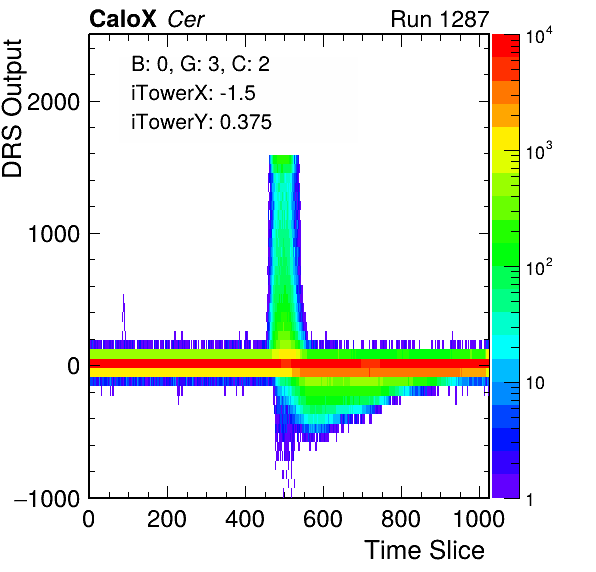 CaloX Cer Run 1287
DRS Output
B: 0, G: 3, C: 2
iTowerX: -1.5
iTowerY: 0.375
2000
1000
0
−1000
0 200 400 600 800 1000
Time Slice
10⁴
10³
10²
10
1